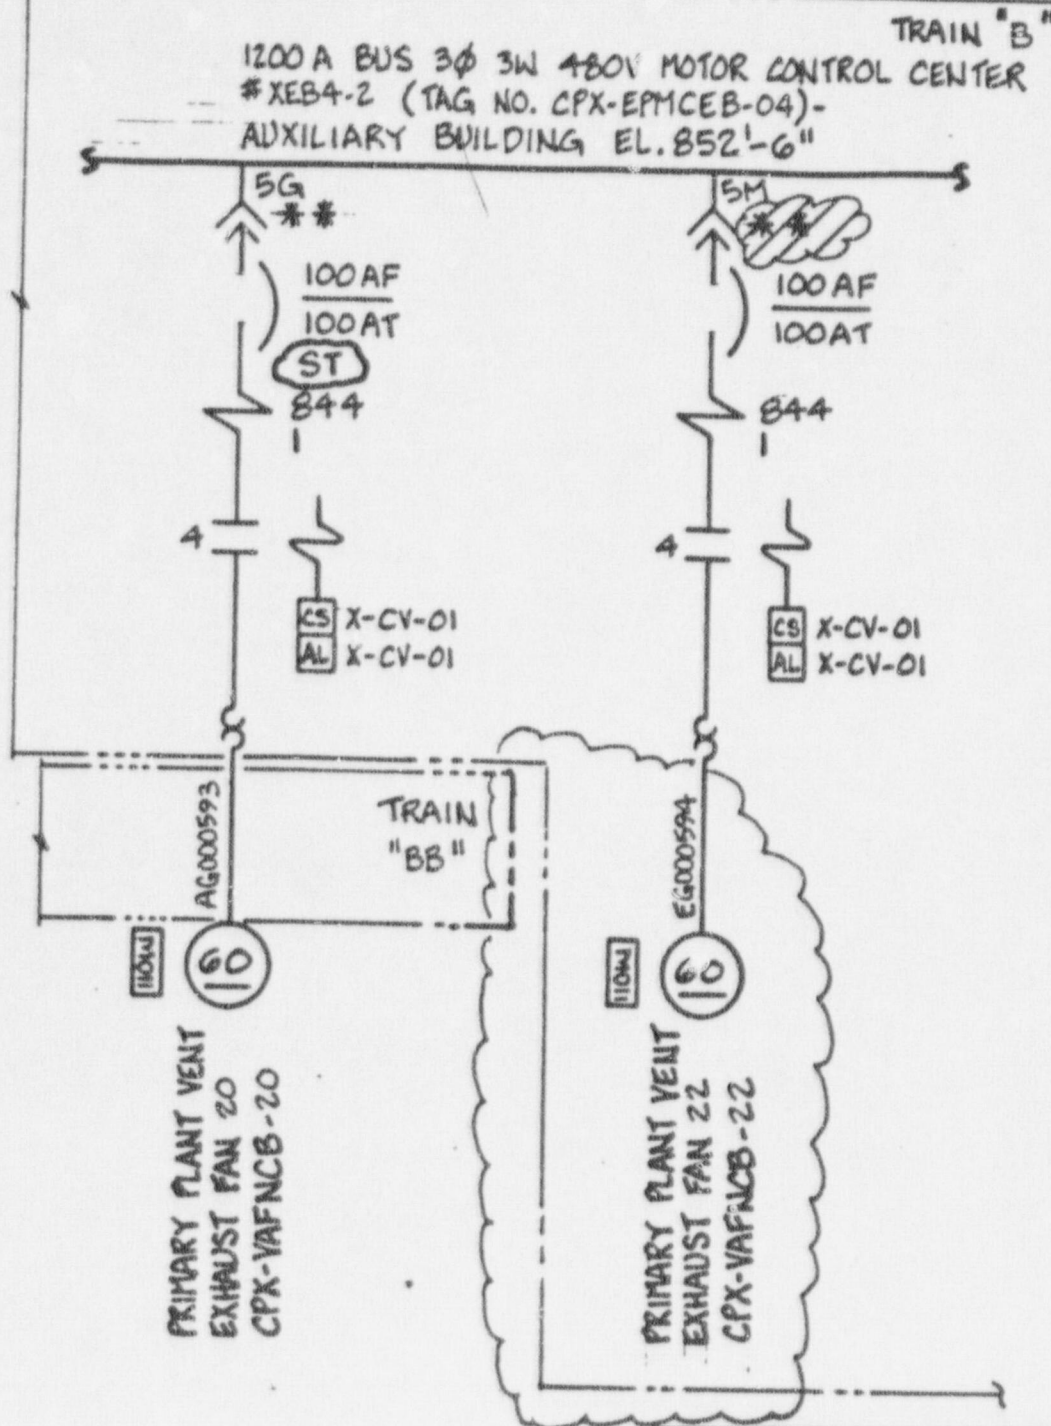 TRAIN "B"
1200A BUS 3Ø 3W 480V MOTOR CONTROL CENTER
#XEB4-2 (TAG NO. CPX-EPMCEB-04)-
AUXILIARY BUILDING EL.852'-6"
5G
**
100AF
100AT
ST
844
1
4
CS X-CV-01
AL X-CV-01
AG000593
TRAIN
"BB"
110W
60
PRIMARY PLANT VENT
EXHAUST FAN 20
CPX-VAFNCB-20
5M
**
100AF
100AT
844
1
4
CS X-CV-01
AL X-CV-01
EG000594
110W
60
PRIMARY PLANT VENT
EXHAUST FAN 22
CPX-VAFNCB-22